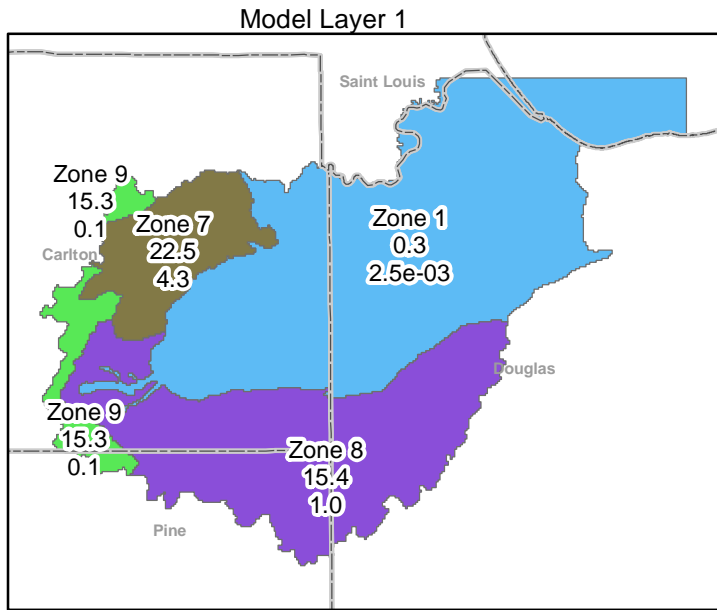 Model Layer 1
Saint Louis
Zone 9
15.3
0.1
Zone 7
22.5
4.3
Zone 1
0.3
2.5e-03
Carlton
Douglas
Zone 9
15.3
0.1
Zone 8
15.4
1.0
Pine